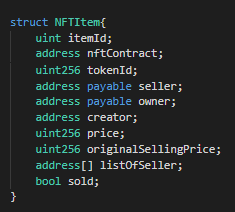 struct NFTItem{
uint itemId;
address nftContract;
uint256 tokenId;
address payable seller;
address payable owner;
address creator;
uint256 price;
uint256 originalSellingPrice;
address[] listOfSeller;
bool sold;
}